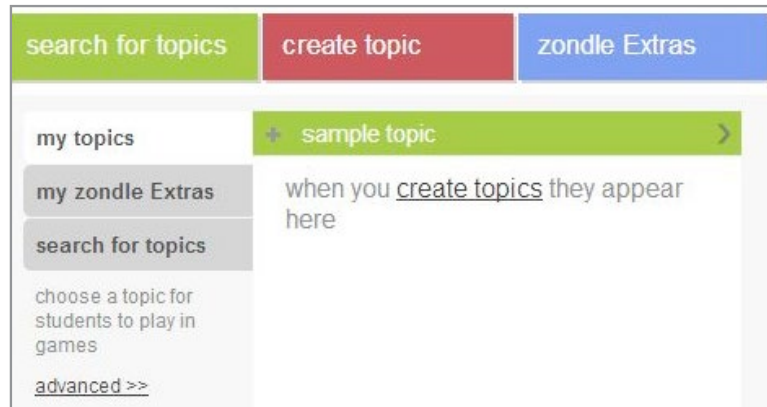 search for topics
create topic
zondle Extras
my topics
my zondle Extras
search for topics
choose a topic for
students to play in
games
advanced >>
+ sample topic >
when you create topics they appear
here